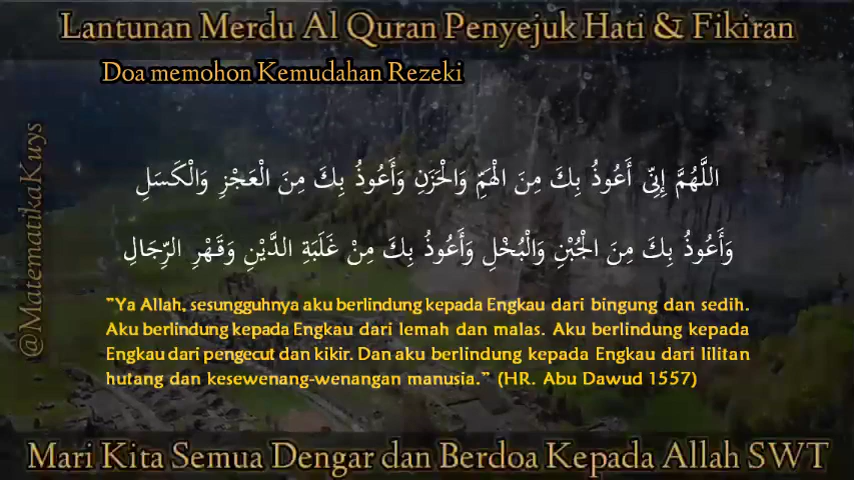 Lantunan Merdu Al Quran Penyejuk Hati & Fikiran
Doa memohon Kemudahan Rezeki
@MatematikaKuys
اللَّهُمَّ إِنِّي أَعُوذُ بِكَ مِنَ الْهَمِّ وَالْحَزَنِ وَأَعُوذُ بِكَ مِنَ الْعَجْزِ وَالْكَسَلِ
وَأَعُوذُ بِكَ مِنَ الْجُبْنِ وَالْبُخْلِ وَأَعُوذُ بِكَ مِنْ غَلَبَةِ الدَّيْنِ وَقَهْرِ الرِّجَالِ
"Ya Allah, sesungguhnya aku berlindung kepada Engkau dari bingung dan sedih.
Aku berlindung kepada Engkau dari lemah dan malas. Aku berlindung kepada
Engkau dari pengecut dan kikir. Dan aku berlindung kepada Engkau dari lilitan
hutang dan kesewenang-wenangan manusia." (HR. Abu Dawud 1557)
Mari Kita Semua Dengar dan Berdoa Kepada Allah SWT